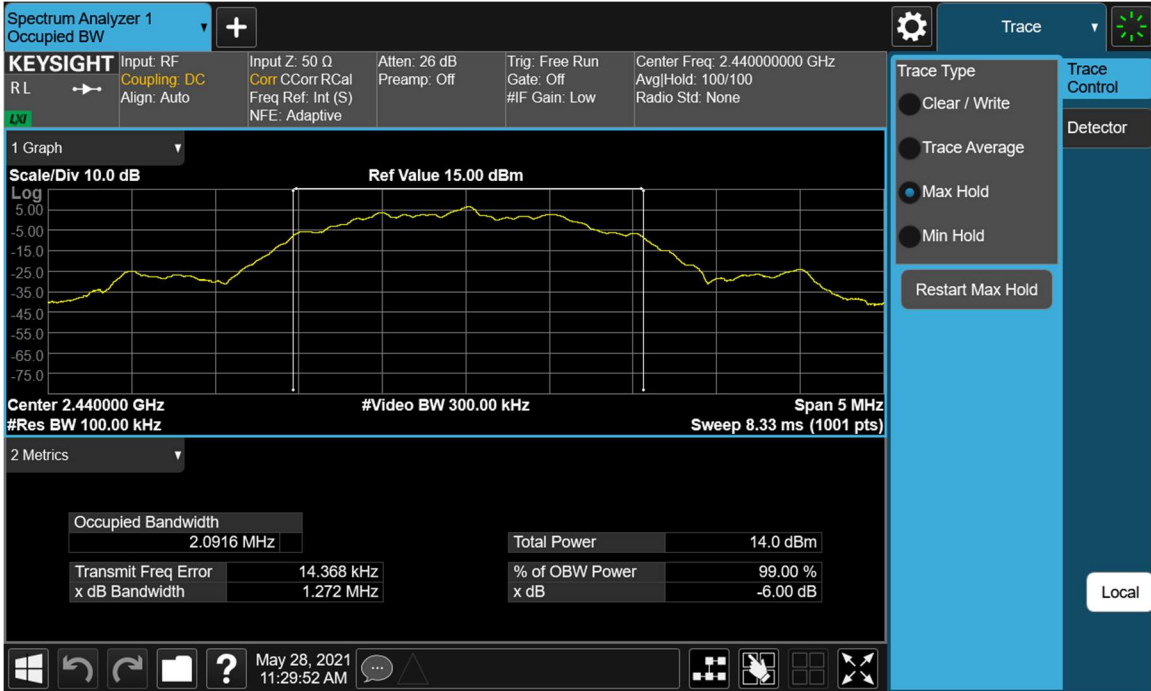 Spectrum Analyzer 1
Occupied BW
+
Trace
KEYSIGHT
R L
LXI
Input: RF
Coupling: DC
Align: Auto
Input Z: 50 Ω
Corr CCorr RCal
Freq Ref: Int (S)
NFE: Adaptive
Atten: 26 dB
Preamp: Off
Trig: Free Run
Gate: Off
#IF Gain: Low
Center Freq: 2.440000000 GHz
Avg|Hold: 100/100
Radio Std: None
Trace Type
Clear / Write
Trace Average
Max Hold
Min Hold
Restart Max Hold
Trace
Control
Detector
1 Graph
Scale/Div 10.0 dB
Ref Value 15.00 dBm
Log
5.00
-5.00
-15.0
-25.0
-35.0
-45.0
-55.0
-65.0
-75.0
Center 2.440000 GHz
#Video BW 300.00 kHz
Span 5 MHz
#Res BW 100.00 kHz
Sweep 8.33 ms (1001 pts)
2 Metrics
Occupied Bandwidth
2.0916 MHz
Total Power 14.0 dBm
Transmit Freq Error 14.368 kHz
% of OBW Power 99.00 %
x dB Bandwidth 1.272 MHz
x dB -6.00 dB
Local
?
May 28, 2021
11:29:52 AM